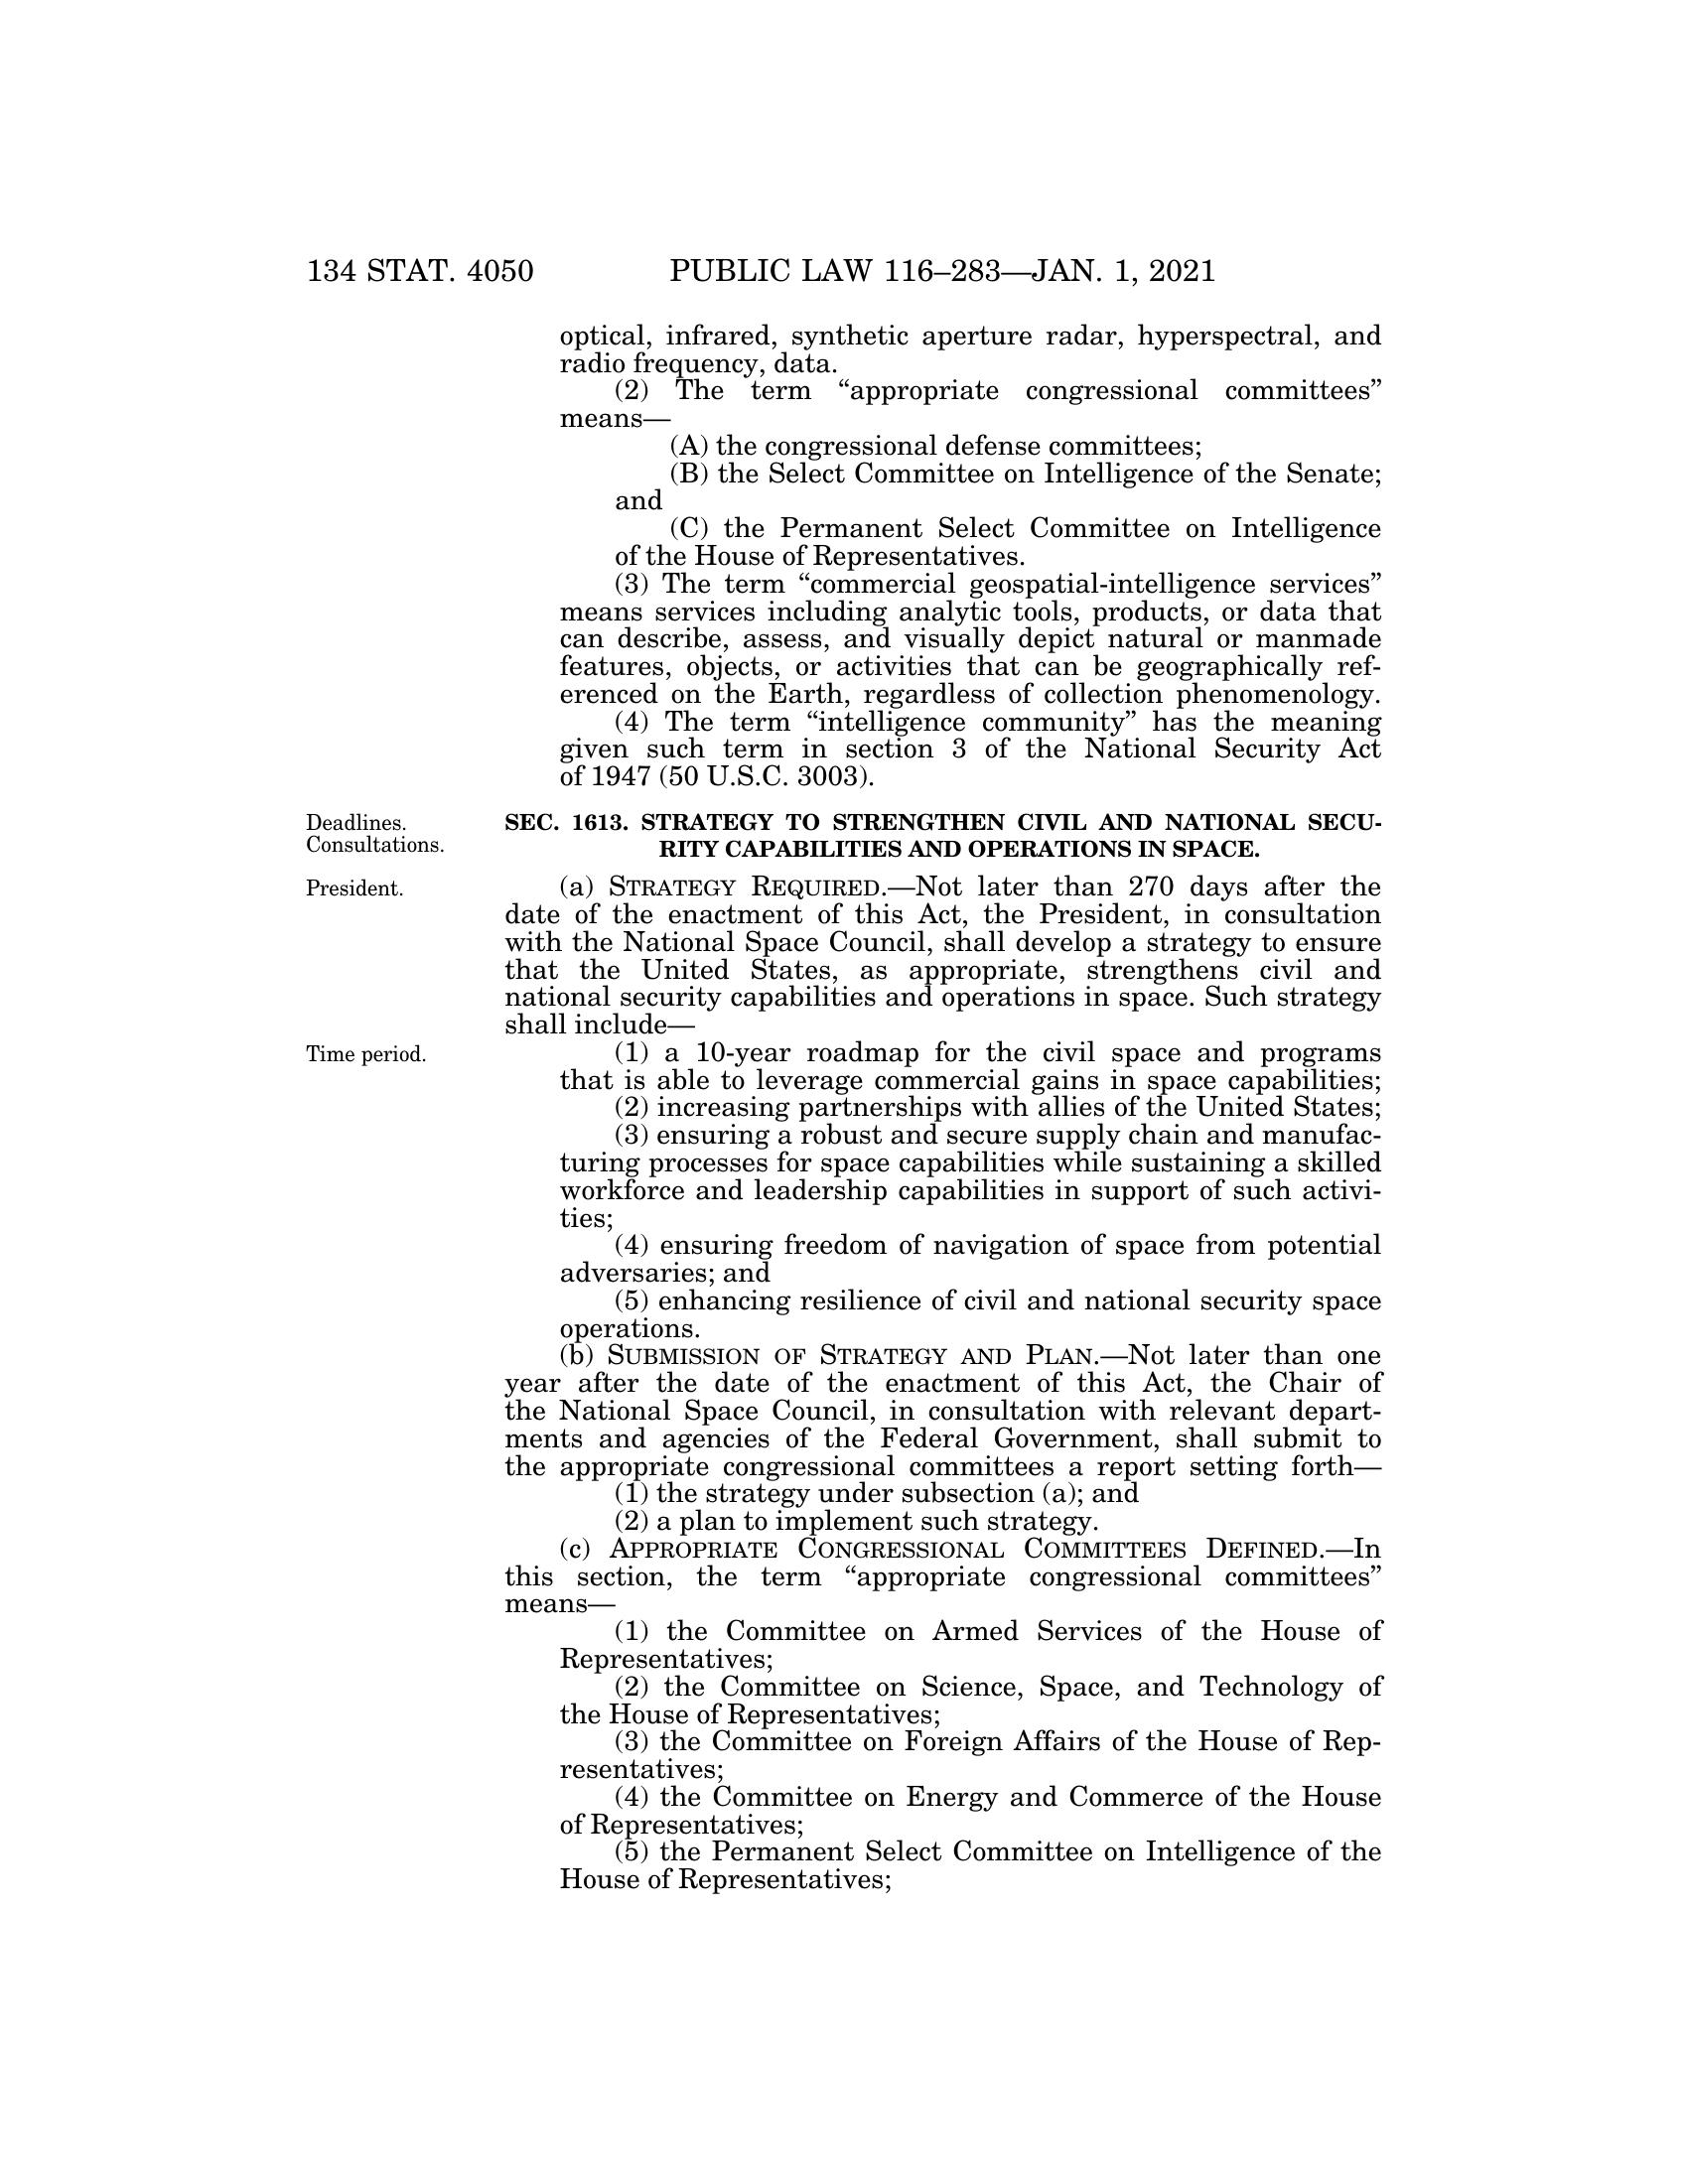 134 STAT. 4050
PUBLIC LAW 116–283—JAN. 1, 2021
optical, infrared, synthetic aperture radar, hyperspectral, and
radio frequency, data.
(2) The term “appropriate congressional committees”
means—
(A) the congressional defense committees;
(B) the Select Committee on Intelligence of the Senate;
and
(C) the Permanent Select Committee on Intelligence
of the House of Representatives.
(3) The term “commercial geospatial-intelligence services”
means services including analytic tools, products, or data that
can describe, assess, and visually depict natural or manmade
features, objects, or activities that can be geographically ref-
erenced on the Earth, regardless of collection phenomenology.
(4) The term “intelligence community” has the meaning
given such term in section 3 of the National Security Act
of 1947 (50 U.S.C. 3003).
Deadlines.
Consultations.
SEC. 1613. STRATEGY TO STRENGTHEN CIVIL AND NATIONAL SECU-
RITY CAPABILITIES AND OPERATIONS IN SPACE.
President.
(a) STRATEGY REQUIRED.—Not later than 270 days after the
date of the enactment of this Act, the President, in consultation
with the National Space Council, shall develop a strategy to ensure
that the United States, as appropriate, strengthens civil and
national security capabilities and operations in space. Such strategy
shall include—
Time period.
(1) a 10-year roadmap for the civil space and programs
that is able to leverage commercial gains in space capabilities;
(2) increasing partnerships with allies of the United States;
(3) ensuring a robust and secure supply chain and manufac-
turing processes for space capabilities while sustaining a skilled
workforce and leadership capabilities in support of such activi-
ties;
(4) ensuring freedom of navigation of space from potential
adversaries; and
(5) enhancing resilience of civil and national security space
operations.
(b) SUBMISSION OF STRATEGY AND PLAN.—Not later than one
year after the date of the enactment of this Act, the Chair of
the National Space Council, in consultation with relevant depart-
ments and agencies of the Federal Government, shall submit to
the appropriate congressional committees a report setting forth—
(1) the strategy under subsection (a); and
(2) a plan to implement such strategy.
(c) APPROPRIATE CONGRESSIONAL COMMITTEES DEFINED.—In
this section, the term “appropriate congressional committees”
means—
(1) the Committee on Armed Services of the House of
Representatives;
(2) the Committee on Science, Space, and Technology of
the House of Representatives;
(3) the Committee on Foreign Affairs of the House of Rep-
resentatives;
(4) the Committee on Energy and Commerce of the House
of Representatives;
(5) the Permanent Select Committee on Intelligence of the
House of Representatives;